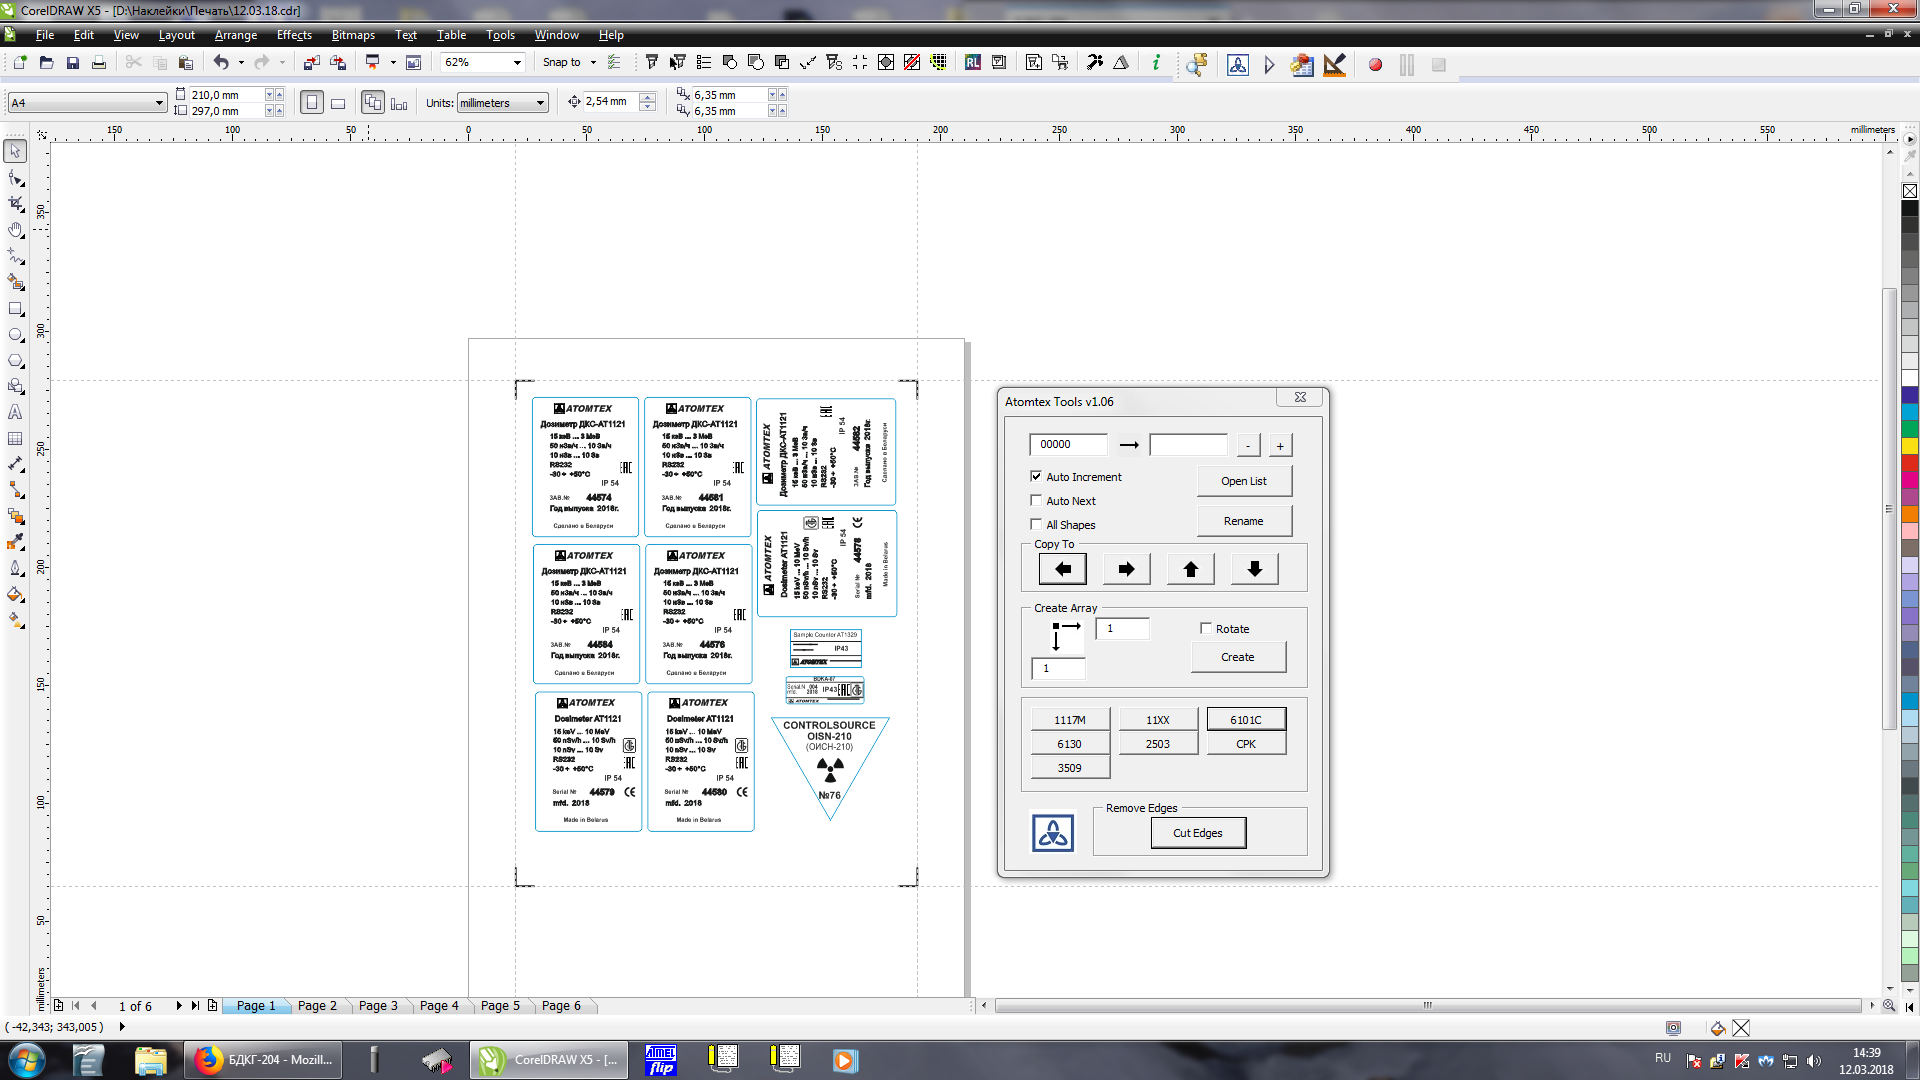 CorelDRAW X5 - [D:\Наклейки\Печать\12.03.18.cdr]
File Edit View Layout Arrange Effects Bitmaps Text Table Tools Window Help
62% Snap to RL
A4 210,0 mm 297,0 mm Units: millimeters 2,54 mm 6,35 mm 6,35 mm
150 100 50 0 50 100 150 200 250 300 350 400 450 500 550 millimeters
350
300
250
200
150
100
50
millimeters
ATOMTEX
Дозиметр ДКС-АТ1121
15 кэВ ... 3 МеВ
50 нЗв/ч ... 10 Зв/ч
10 нЗв ... 10 Зв
RS232
-30 ÷ +50°C
IP 54
ЗАВ.№ 44574
Год выпуска 2018г.
Сделано в Беларуси
ATOMTEX
Дозиметр ДКС-АТ1121
15 кэВ ... 3 МеВ
50 нЗв/ч ... 10 Зв/ч
10 нЗв ... 10 Зв
RS232
-30 ÷ +50°C
IP 54
ЗАВ.№ 44581
Год выпуска 2018г.
Сделано в Беларуси
ATOMTEX
Дозиметр ДКС-АТ1121
15 кэВ ... 3 МеВ
50 нЗв/ч ... 10 Зв/ч
10 нЗв ... 10 Зв
RS232
-30 ÷ +50°C
IP 54
ЗАВ.№ 44582
Год выпуска 2018г.
Сделано в Беларуси
ATOMTEX
Dosimeter AT1121
15 keV ... 10 MeV
50 nSv/h ... 10 Sv/h
10 nSv ... 10 Sv
RS232
-30 ÷ +50°C
IP 54
Serial № 44578
mfd. 2018
Made in Belarus
ATOMTEX
Дозиметр ДКС-АТ1121
15 кэВ ... 3 МеВ
50 нЗв/ч ... 10 Зв/ч
10 нЗв ... 10 Зв
RS232
-30 ÷ +50°C
IP 54
ЗАВ.№ 44584
Год выпуска 2018г.
Сделано в Беларуси
ATOMTEX
Дозиметр ДКС-АТ1121
15 кэВ ... 3 МеВ
50 нЗв/ч ... 10 Зв/ч
10 нЗв ... 10 Зв
RS232
-30 ÷ +50°C
IP 54
ЗАВ.№ 44576
Год выпуска 2018г.
Сделано в Беларуси
Sample Counter AT1329
IP43
ATOMTEX
BDKA-07
Serial N 004
mfd. 2018
IP43
ATOMTEX
ATOMTEX
Dosimeter AT1121
15 keV ... 10 MeV
50 nSv/h ... 10 Sv/h
10 nSv ... 10 Sv
RS232
-30 ÷ +50°C
IP 54
Serial № 44579
mfd. 2018
Made in Belarus
ATOMTEX
Dosimeter AT1121
15 keV ... 10 MeV
50 nSv/h ... 10 Sv/h
10 nSv ... 10 Sv
RS232
-30 ÷ +50°C
IP 54
Serial № 44580
mfd. 2018
Made in Belarus
CONTROLSOURCE
OISN-210
(ОИСН-210)
№76
Atomtex Tools v1.06
00000 - +
Auto Increment
Open List
Auto Next
All Shapes
Rename
Copy To
Create Array
1
Rotate
Create
1
1117M 11XX 6101C
6130 2503 CPK
3509
Remove Edges
Cut Edges
1 of 6 Page 1 Page 2 Page 3 Page 4 Page 5 Page 6
( -42,343; 343,005 )
БДКГ-204 - Mozill...
CorelDRAW X5 - [...
AMEL
flip
RU
14:39
12.03.2018